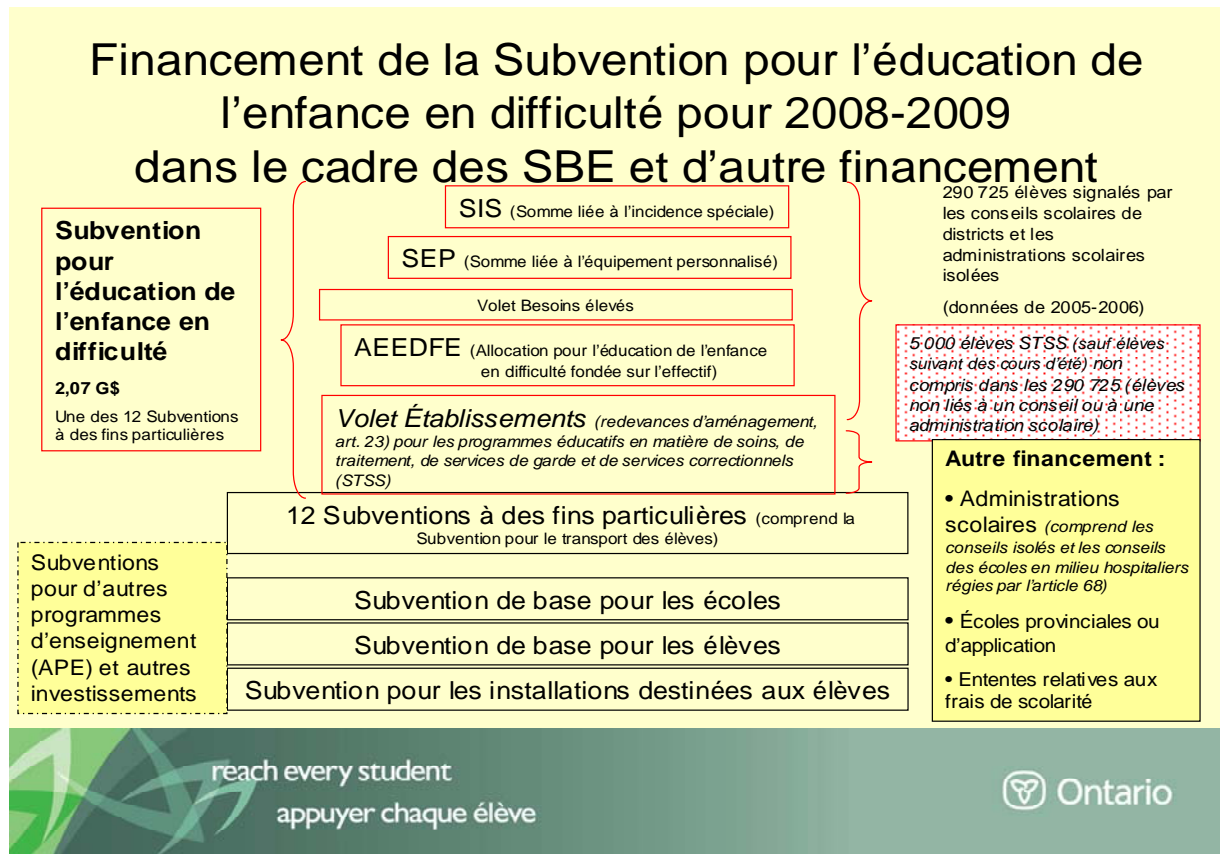 Financement de la Subvention pour l'éducation de
l'enfance en difficulté pour 2008-2009
dans le cadre des SBE et d'autre financement
Subvention
pour
l'éducation de
l'enfance en
difficulté
2,07 G$
Une des 12 Subventions
à des fins particulières
SIS (Somme liée à l'incidence spéciale)
SEP (Somme liée à l'équipement personnalisé)
Volet Besoins élevés
AEEDFE (Allocation pour l'éducation de l'enfance
en difficulté fondée sur l'effectif)
Volet Établissements (redevances d'aménagement,
art. 23) pour les programmes éducatifs en matière de soins, de
traitement, de services de garde et de services correctionnels
(STSS)
290 725 élèves signalés par
les conseils scolaires de
districts et les
administrations scolaires
isolées
(données de 2005-2006)
5 000 élèves STSS (sauf élèves
suivant des cours d'été) non
compris dans les 290 725 (élèves
non liés à un conseil ou à une
administration scolaire)
12 Subventions à des fins particulières (comprend la
Subvention pour le transport des élèves)
Subvention de base pour les écoles
Subvention de base pour les élèves
Subvention pour les installations destinées aux élèves
Subventions
pour d'autres
programmes
d'enseignement
(APE) et autres
investissements
Autre financement :
• Administrations
scolaires (comprend les
conseils isolés et les conseils
des écoles en milieu hospitaliers
régies par l'article 68)
• Écoles provinciales ou
d'application
• Ententes relatives aux
frais de scolarité
reach every student
appuyer chaque élève
Ontario